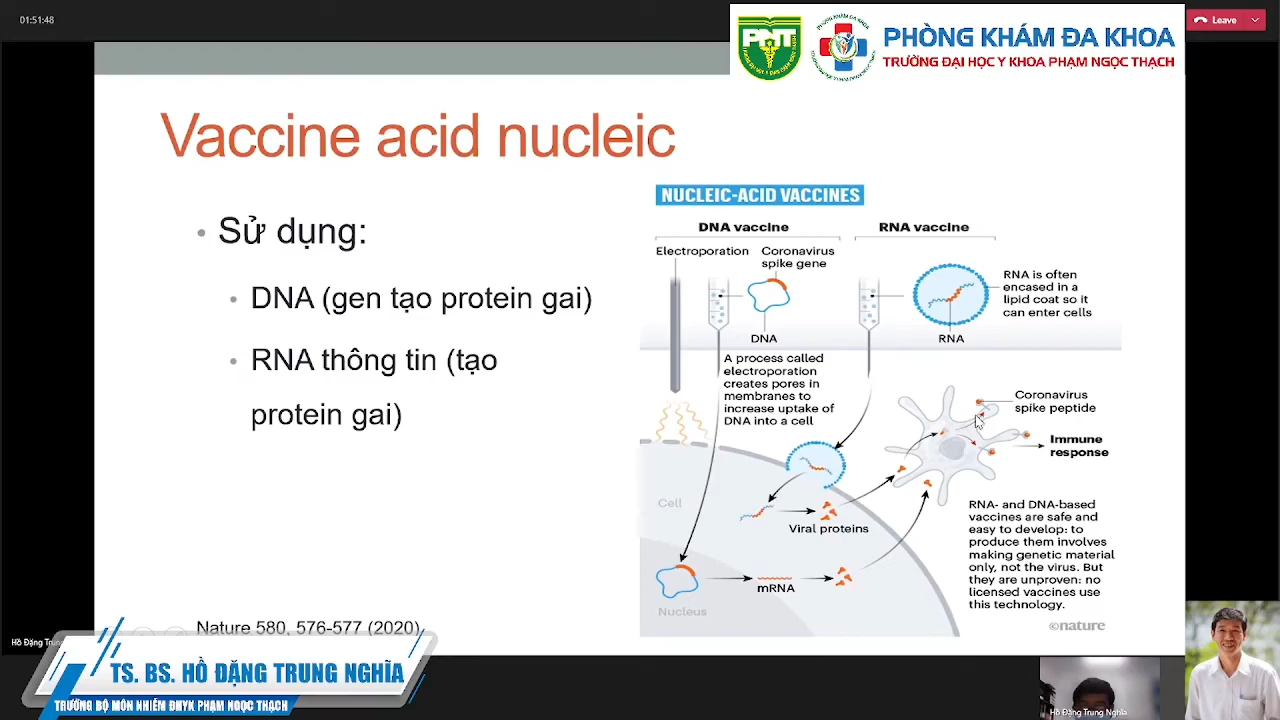 01:51:48
Leave
PNT
PHÒNG KHÁM ĐA KHOA
TRƯỜNG ĐẠI HỌC Y KHOA PHẠM NGỌC THẠCH
Vaccine acid nucleic
• Sử dụng:
• DNA (gen tạo protein gai)
• RNA thông tin (tạo
protein gai)
NUCLEIC-ACID VACCINES
DNA vaccine
RNA vaccine
Electroporation
Coronavirus
spike gene
RNA is often
encased in a
lipid coat so it
can enter cells
DNA
RNA
A process called
electroporation
creates pores in
membranes to
increase uptake of
DNA into a cell
Coronavirus
spike peptide
Immune
response
Cell
Viral proteins
RNA- and DNA-based
vaccines are safe and
easy to develop: to
produce them involves
making genetic material
only, not the virus. But
they are unproven: no
licensed vaccines use
this technology.
mRNA
Nucleus
©nature
Nature 580, 576-577 (2020)
Hồ Đặng Trung
TS. BS. HỒ ĐẶNG TRUNG NGHĨA
TRƯỞNG BỘ MÔN NHIỄM ĐHYK PHẠM NGỌC THẠCH
Hồ Đặng Trung Nghĩa